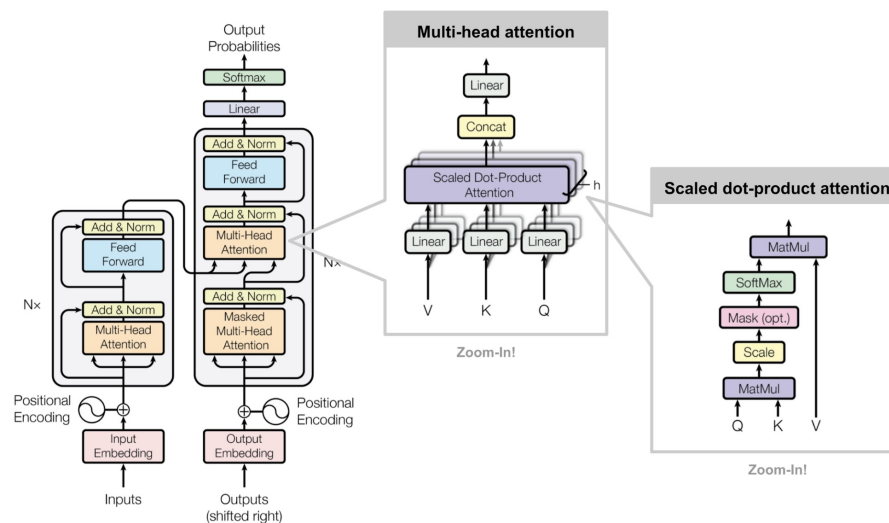 Output
Probabilities
Softmax
Linear
Add & Norm
Feed
Forward
Add & Norm
Multi-Head
Attention
Add & Norm
Masked
Multi-Head
Attention
N×
Positional
Encoding
Output
Embedding
Outputs
(shifted right)
Add & Norm
Feed
Forward
N×
Add & Norm
Multi-Head
Attention
Positional
Encoding
Input
Embedding
Inputs
Multi-head attention
Linear
Concat
Scaled Dot-Product
Attention
h
Linear Linear Linear
V K Q
Zoom-In!
Scaled dot-product attention
MatMul
SoftMax
Mask (opt.)
Scale
MatMul
Q K V
Zoom-In!